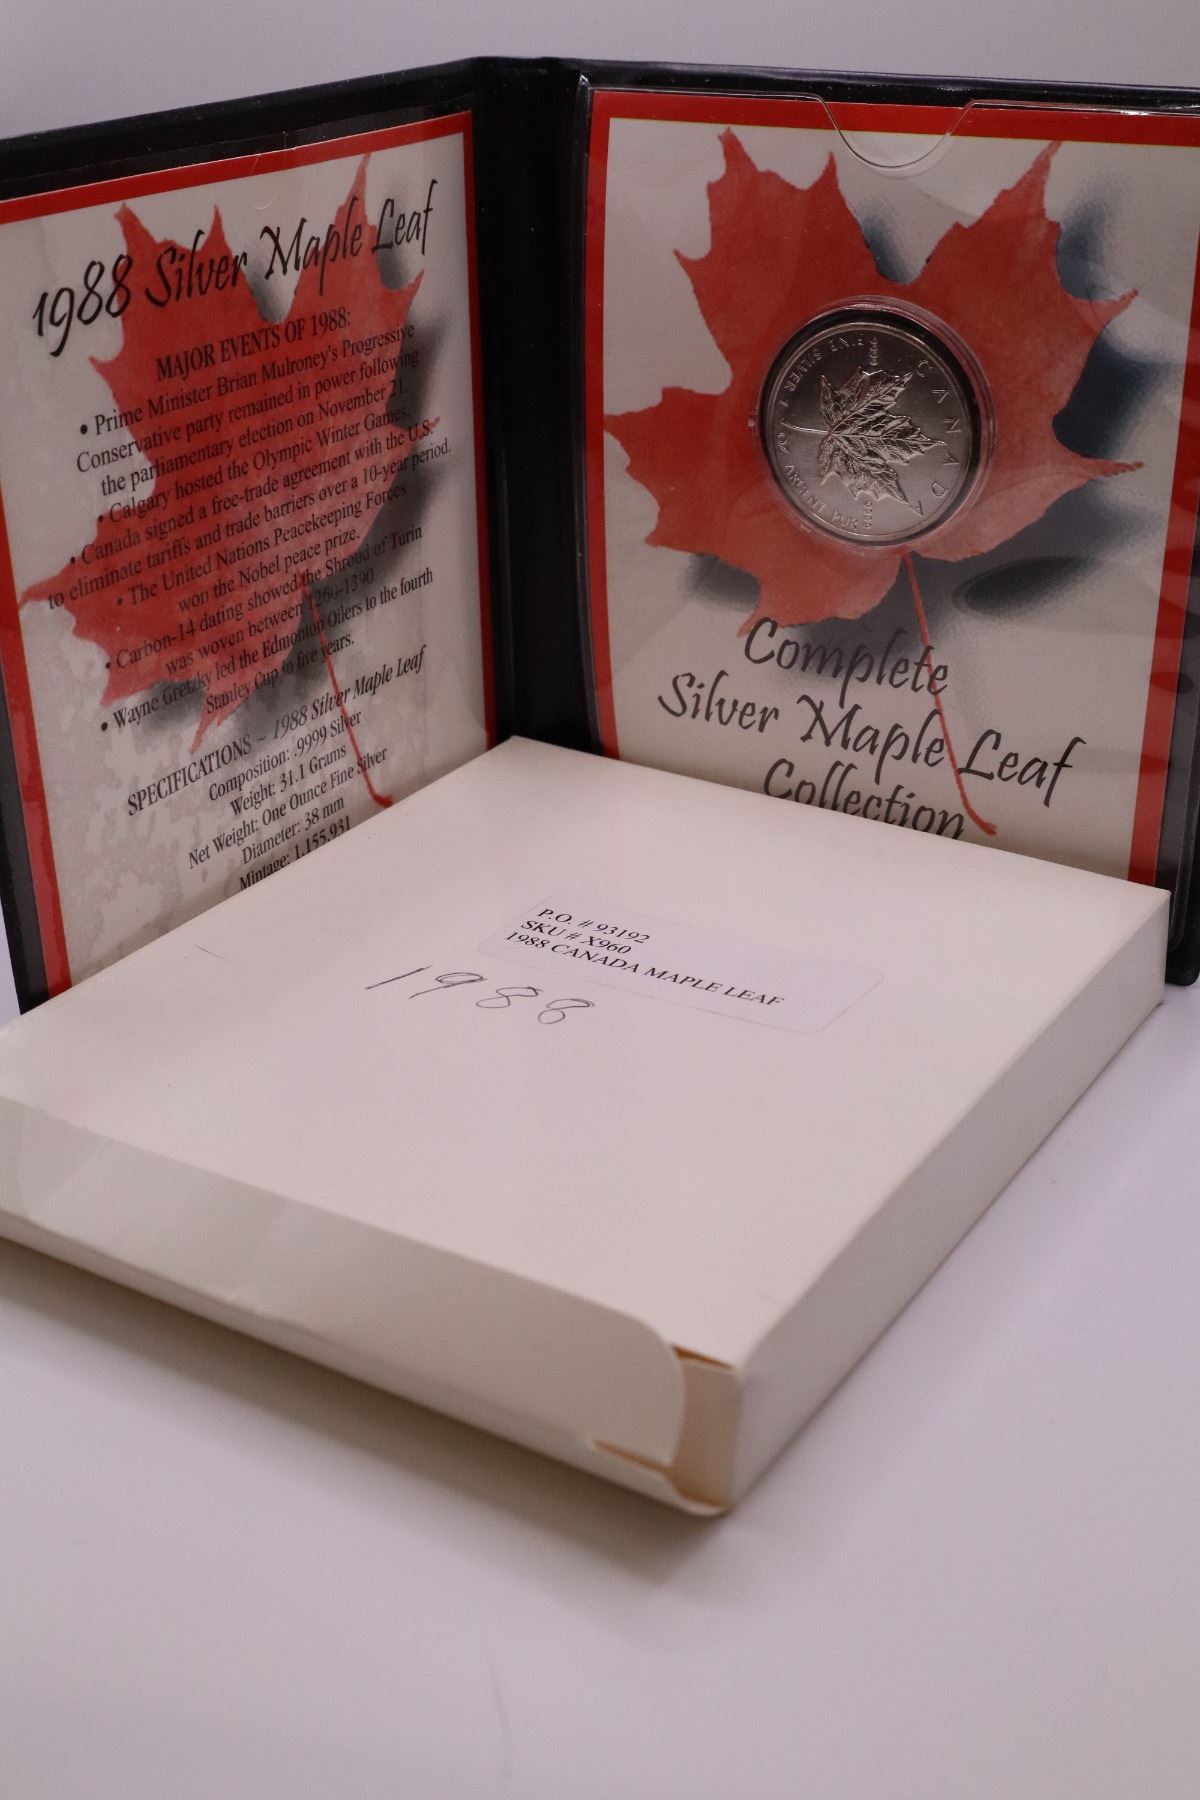 1988 Silver Maple Leaf
MAJOR EVENTS OF 1988:
• Prime Minister Brian Mulroney's Progressive
Conservative party remained in power following
the parliamentary election on November 21.
• Calgary hosted the Olympic Winter Games.
• Canada signed a free-trade agreement with the U.S.
to eliminate tariffs and trade barriers over a 10-year period.
• The United Nations Peacekeeping Forces
won the Nobel peace prize.
• Carbon-14 dating showed the Shroud of Turin
was woven between 1260-1390.
• Wayne Gretzky led the Edmonton Oilers to the fourth
Stanley Cup in five years.
SPECIFICATIONS ~ 1988 Silver Maple Leaf
Composition: .9999 Silver
Weight: 31.1 Grams
Net Weight: One Ounce Fine Silver
Diameter: 38 mm
Mintage: 1,155,931
CANADA
9999
FINE SILVER 1 OZ ARGENT PUR
9999
Complete
Silver Maple Leaf
Collection
P.O. # 93192
SKU # X960
1988 CANADA MAPLE LEAF
1988